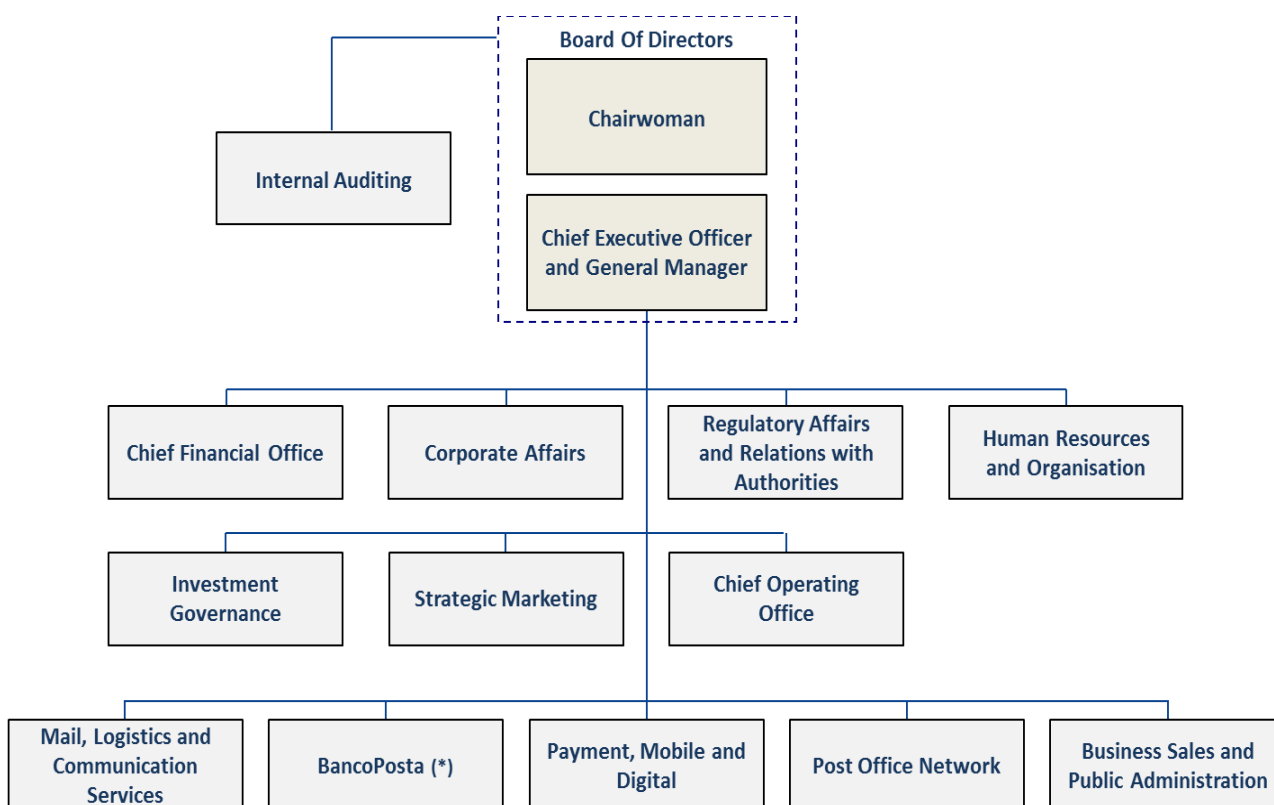 Board Of Directors
Chairwoman
Internal Auditing
Chief Executive Officer
and General Manager
Chief Financial Office
Corporate Affairs
Regulatory Affairs
and Relations with
Authorities
Human Resources
and Organisation
Investment
Governance
Strategic Marketing
Chief Operating
Office
Mail, Logistics and
Communication
Services
BancoPosta (*)
Payment, Mobile and
Digital
Post Office Network
Business Sales and
Public Administration